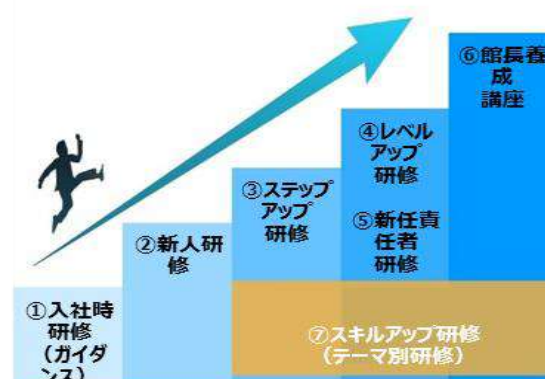 ①入社時
研修
（ガイダ
ンス）
②新人研
修
③ステップ
アップ
研修
④レベル
アップ
研修
⑤新任責
任者
研修
⑥館長養
成
講座
⑦スキルアップ研修
（テーマ別研修）